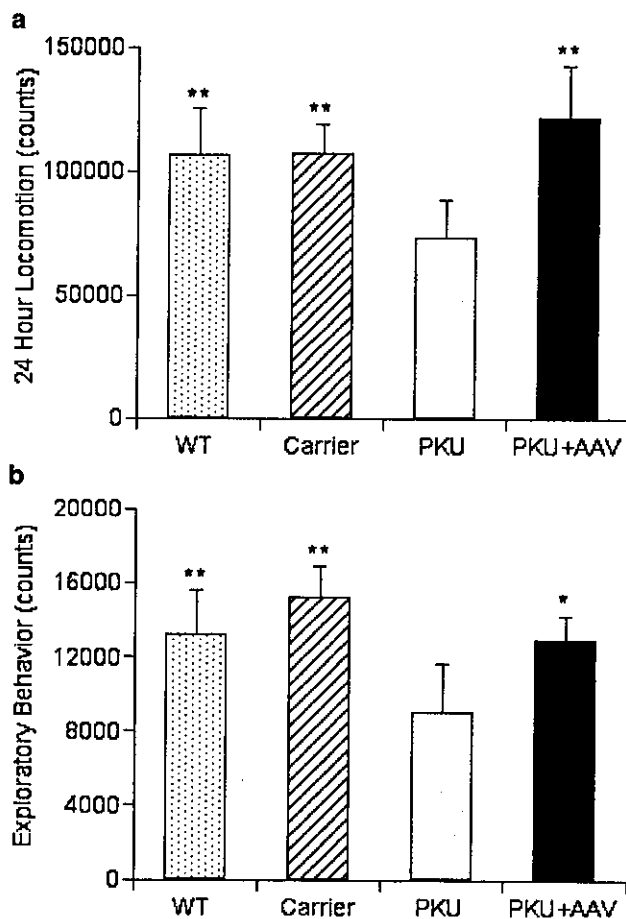 a
24 Hour Locomotion (counts)
150000
100000
50000
0
**
**
**
WT
Carrier
PKU
PKU+AAV
b
Exploratory Behavior (counts)
20000
16000
12000
8000
4000
0
**
**
*
WT
Carrier
PKU
PKU+AAV